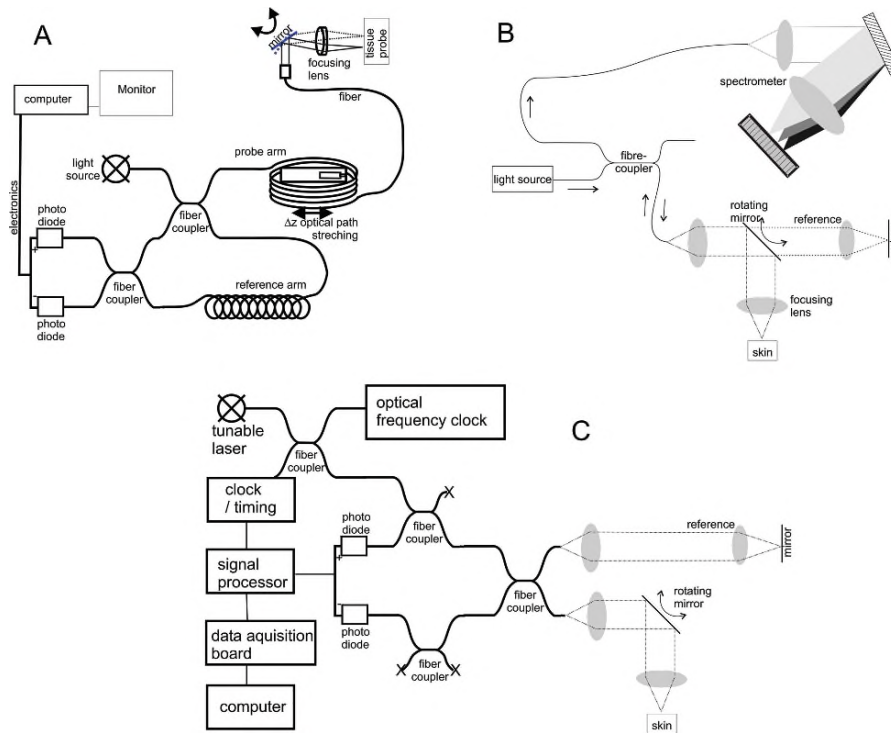 A
mirror
focusing
lens
tissue
probe
fiber
computer
Monitor
light
source
probe arm
electronics
photo
diode
+
fiber
coupler
Δz optical path
streching
fiber
coupler
reference arm
-
photo
diode
B
spectrometer
fibre-
coupler
light source
rotating
mirror
reference
focusing
lens
skin
C
tunable
laser
optical
frequency clock
fiber
coupler
clock
/ timing
X
photo
diode
fiber
coupler
reference
mirror
+
signal
processor
fiber
coupler
rotating
mirror
-
photo
diode
data aquisition
board
fiber
coupler
X
X
computer
skin